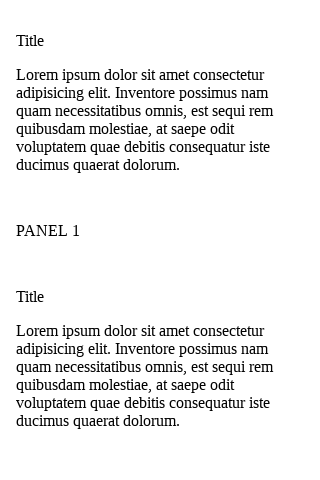 Title
Lorem ipsum dolor sit amet consectetur
adipisicing elit. Inventore possimus nam
quam necessitatibus omnis, est sequi rem
quibusdam molestiae, at saepe odit
voluptatem quae debitis consequatur iste
ducimus quaerat dolorum.
PANEL 1
Title
Lorem ipsum dolor sit amet consectetur
adipisicing elit. Inventore possimus nam
quam necessitatibus omnis, est sequi rem
quibusdam molestiae, at saepe odit
voluptatem quae debitis consequatur iste
ducimus quaerat dolorum.